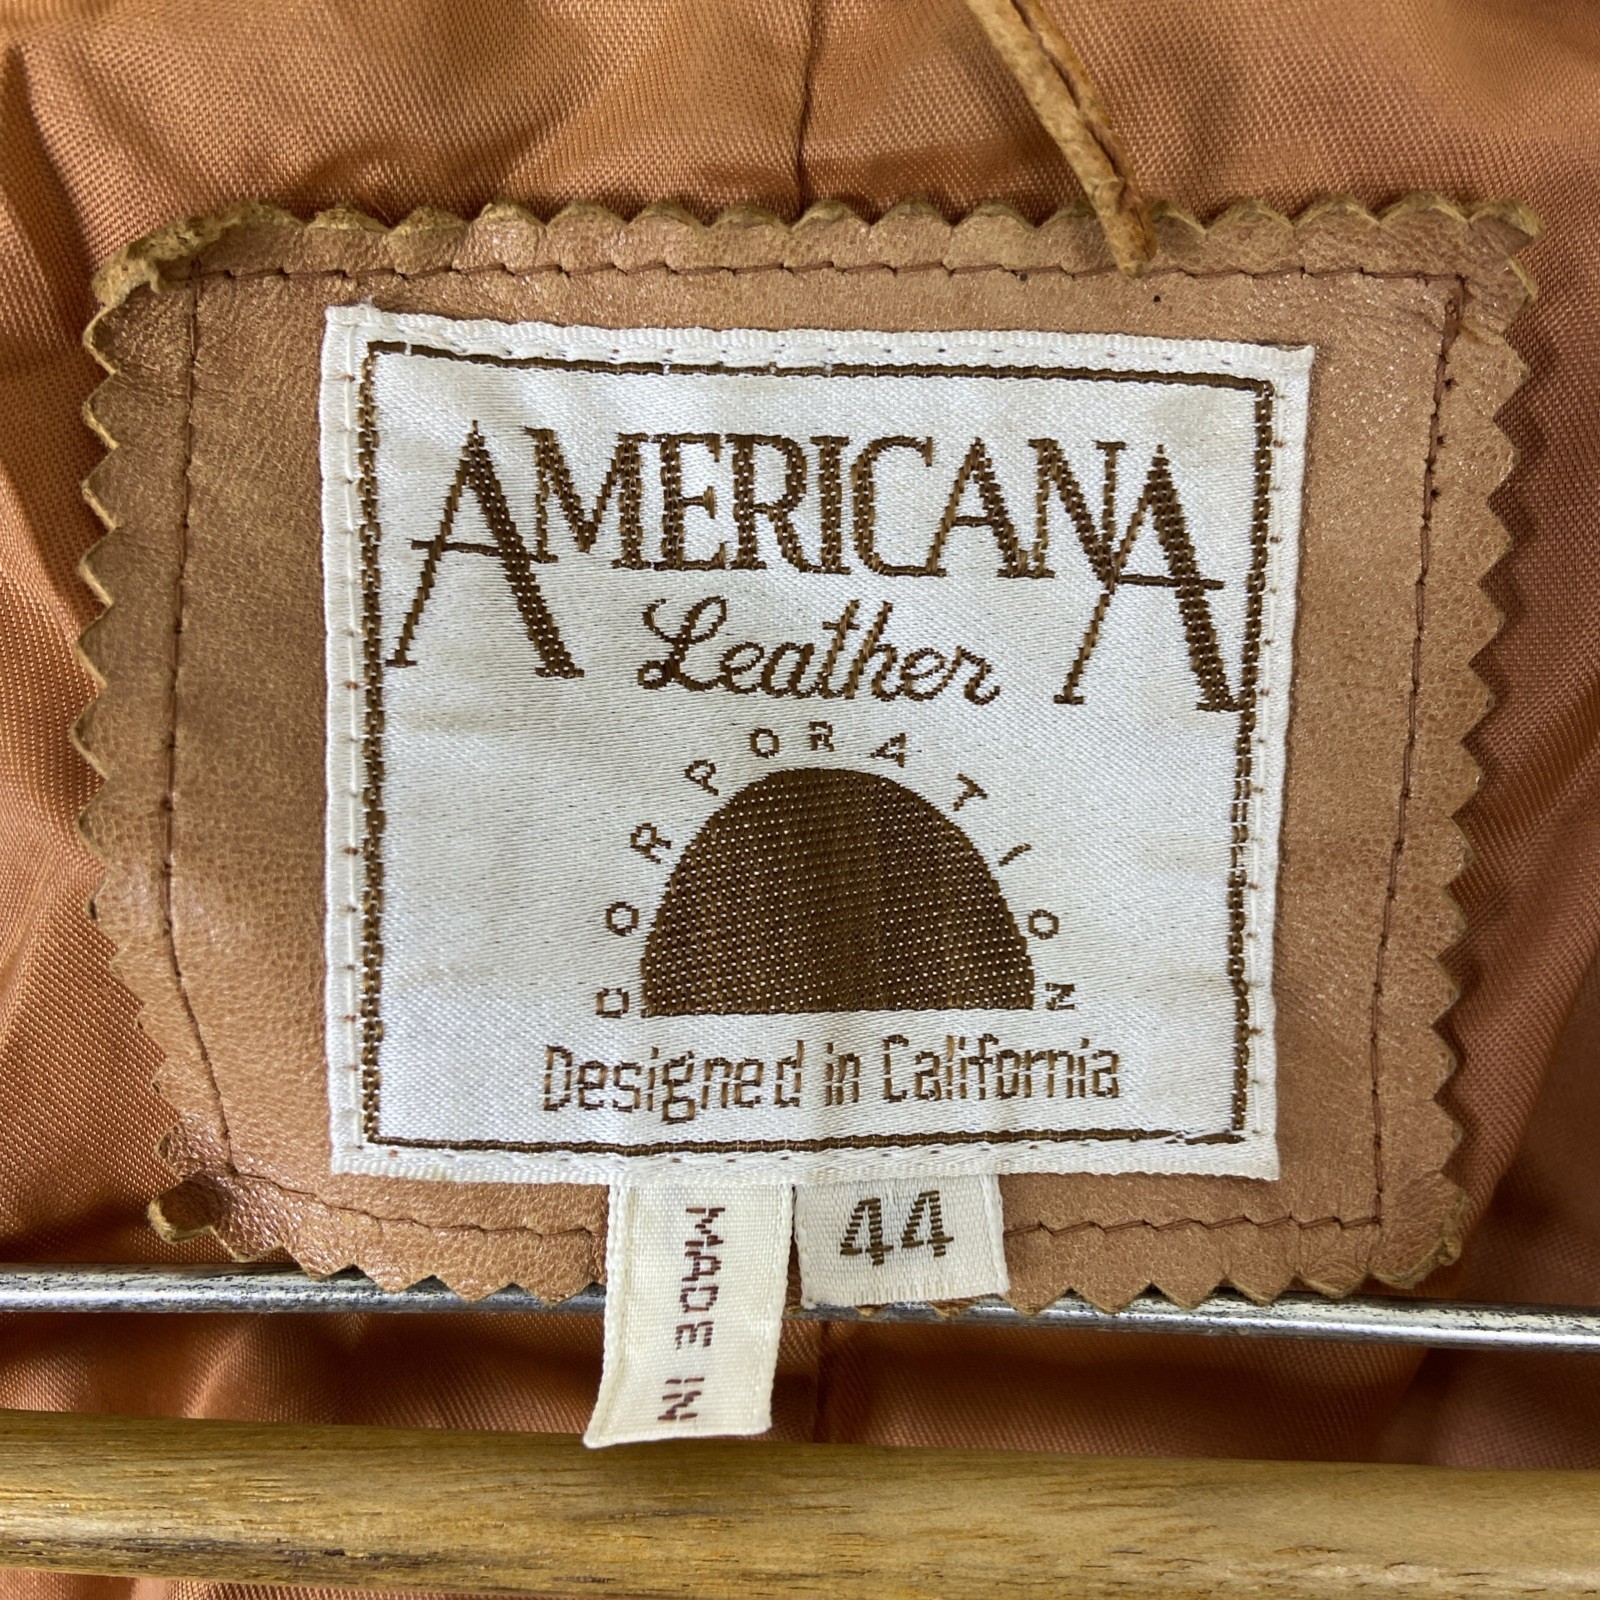 AMERICANA
Leather
CORPORATION
Designed in California
44
MADE IN